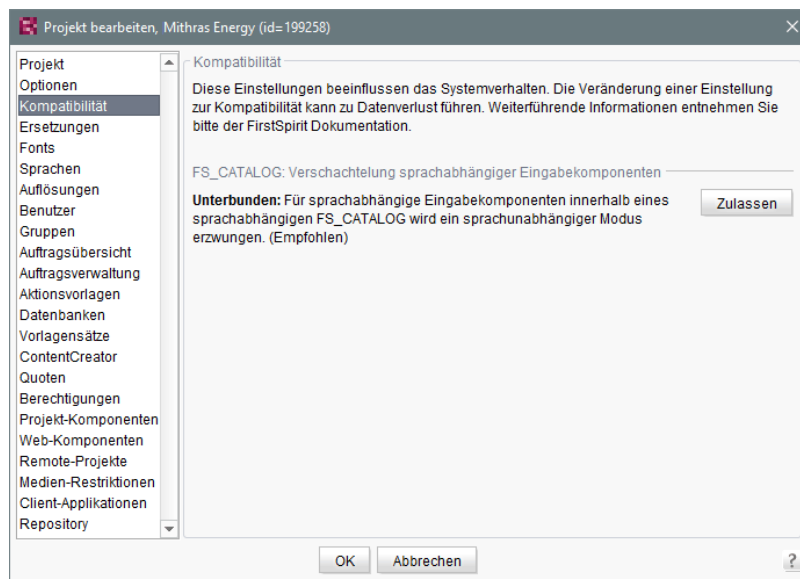 Projekt bearbeiten, Mithras Energy (id=199258)
Projekt
Optionen
Kompatibilität
Ersetzungen
Fonts
Sprachen
Auflösungen
Benutzer
Gruppen
Auftragsübersicht
Auftragsverwaltung
Aktionsvorlagen
Datenbanken
Vorlagensätze
ContentCreator
Quoten
Berechtigungen
Projekt-Komponenten
Web-Komponenten
Remote-Projekte
Medien-Restriktionen
Client-Applikationen
Repository
Kompatibilität
Diese Einstellungen beeinflussen das Systemverhalten. Die Veränderung einer Einstellung
zur Kompatibilität kann zu Datenverlust führen. Weiterführende Informationen entnehmen Sie
bitte der FirstSpirit Dokumentation.
FS_CATALOG: Verschachtelung sprachabhängiger Eingabekomponenten
Unterbunden: Für sprachabhängige Eingabekomponenten innerhalb eines
sprachabhängigen FS_CATALOG wird ein sprachunabhängiger Modus
erzwungen. (Empfohlen)
Zulassen
OK
Abbrechen
?